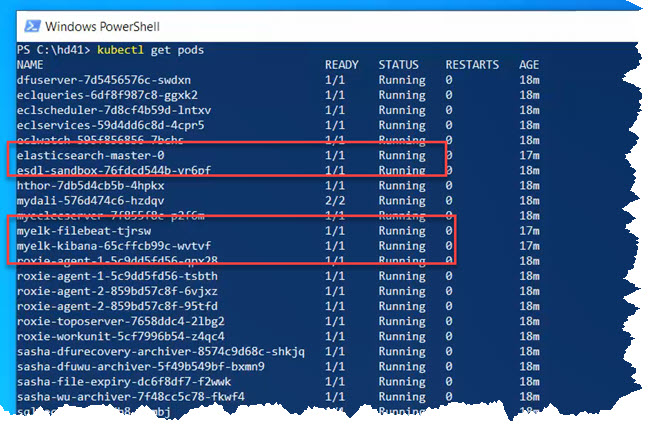 Windows PowerShell
PS C:\hd41> kubectl get pods
NAME READY STATUS RESTARTS AGE
dfuserver-7d5456576c-swdxn 1/1 Running 0 18m
eclqueries-6df8f987c8-ggxk2 1/1 Running 0 18m
eclscheduler-7d8cf4b59d-lntxv 1/1 Running 0 18m
eclservices-59d4dd6c8d-4cpr5 1/1 Running 0 18m
eclwatch-595f856856-7bchs 1/1 Running 0 18m
elasticsearch-master-0 1/1 Running 0 17m
esdl-sandbox-76fdcd544b-vr6pf 1/1 Running 0 18m
hthor-7db5d4cb5b-4hpkx 1/1 Running 0 18m
mydali-576d474c6-hzdqv 2/2 Running 0 18m
1/1 Running 0 18m
myelk-filebeat-tjrsw 1/1 Running 0 17m
myelk-kibana-65cffcb99c-wvtvf 1/1 Running 0 17m
roxie-agent-1-5c9dd5fd56-qpx28 1/1 Running 0 18m
roxie-agent-1-5c9dd5fd56-tsbth 1/1 Running 0 18m
roxie-agent-2-859bd57c8f-6vjxz 1/1 Running 0 18m
roxie-agent-2-859bd57c8f-95tfd 1/1 Running 0 18m
roxie-toposerver-7658ddc4-2lbg2 1/1 Running 0 18m
roxie-workunit-5cf7996b54-z4qc4 1/1 Running 0 18m
sasha-dfurecovery-archiver-8574c9d68c-shkjq 1/1 Running 0 18m
sasha-dfuwu-archiver-5f49b549bf-bxmn9 1/1 Running 0 18m
sasha-file-expiry-dc6f8df7-f2wwk 1/1 Running 0 18m
sasha-wu-archiver-7f48cc5c78-fkwf4 1/1 Running 0 18m
Running 0 18m